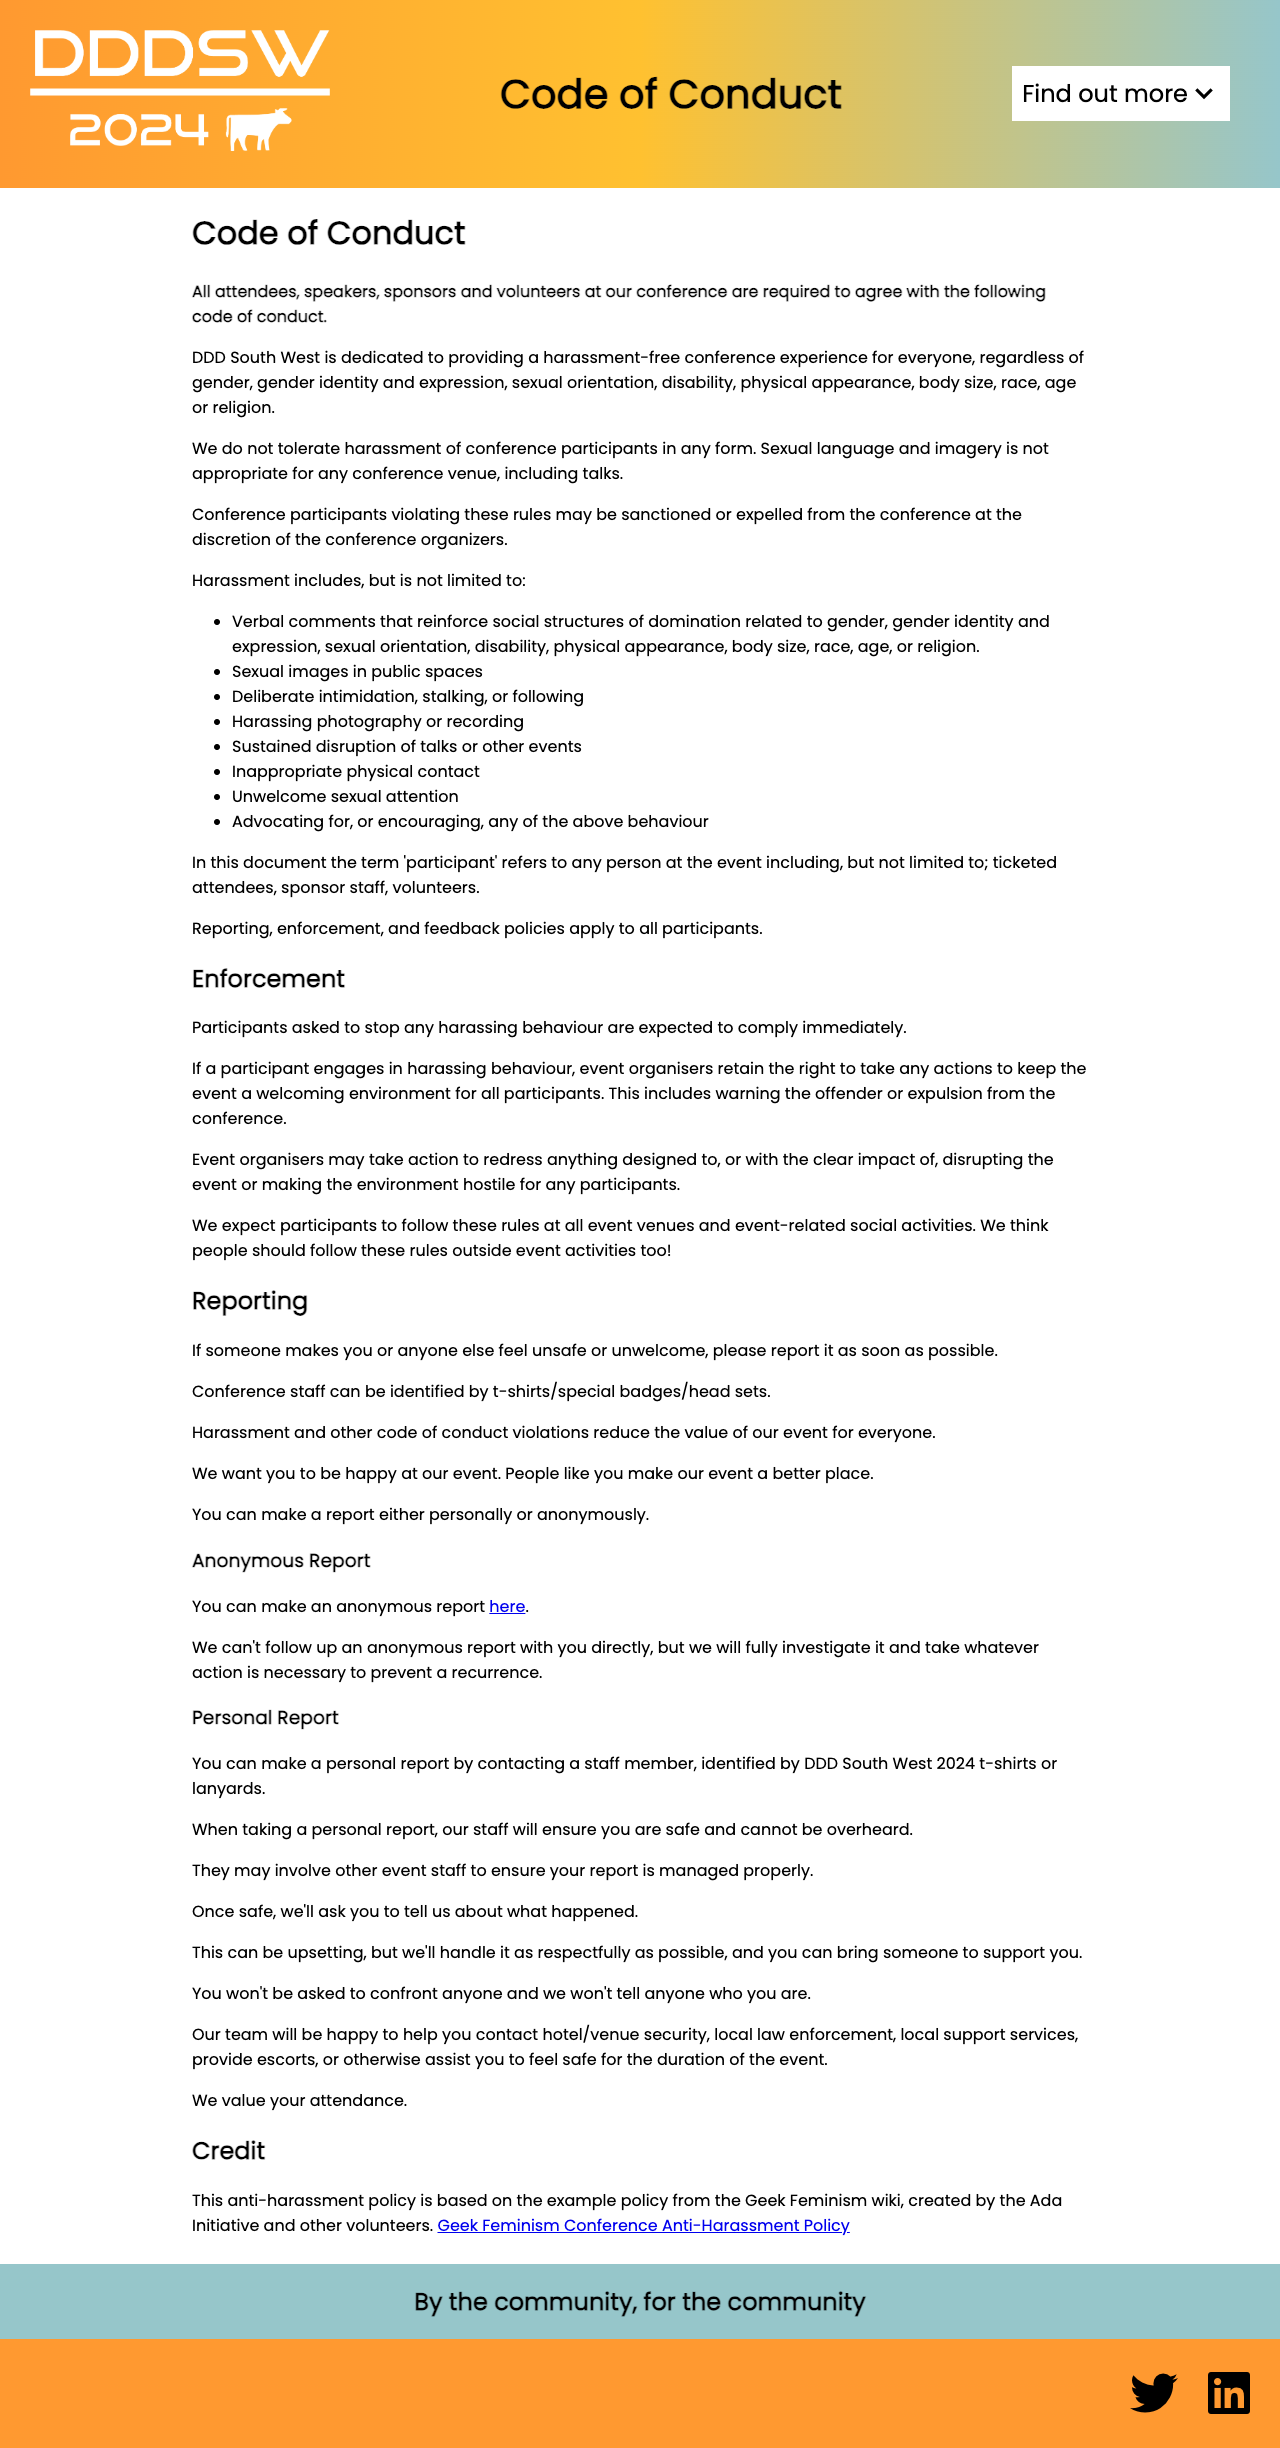 DDDSW
2024
Code of Conduct
Find out more
Code of Conduct
All attendees, speakers, sponsors and volunteers at our conference are required to agree with the following
code of conduct.
DDD South West is dedicated to providing a harassment-free conference experience for everyone, regardless of
gender, gender identity and expression, sexual orientation, disability, physical appearance, body size, race, age
or religion.
We do not tolerate harassment of conference participants in any form. Sexual language and imagery is not
appropriate for any conference venue, including talks.
Conference participants violating these rules may be sanctioned or expelled from the conference at the
discretion of the conference organizers.
Harassment includes, but is not limited to:
• Verbal comments that reinforce social structures of domination related to gender, gender identity and
expression, sexual orientation, disability, physical appearance, body size, race, age, or religion.
• Sexual images in public spaces
• Deliberate intimidation, stalking, or following
• Harassing photography or recording
• Sustained disruption of talks or other events
• Inappropriate physical contact
• Unwelcome sexual attention
• Advocating for, or encouraging, any of the above behaviour
In this document the term 'participant' refers to any person at the event including, but not limited to; ticketed
attendees, sponsor staff, volunteers.
Reporting, enforcement, and feedback policies apply to all participants.
Enforcement
Participants asked to stop any harassing behaviour are expected to comply immediately.
If a participant engages in harassing behaviour, event organisers retain the right to take any actions to keep the
event a welcoming environment for all participants. This includes warning the offender or expulsion from the
conference.
Event organisers may take action to redress anything designed to, or with the clear impact of, disrupting the
event or making the environment hostile for any participants.
We expect participants to follow these rules at all event venues and event-related social activities. We think
people should follow these rules outside event activities too!
Reporting
If someone makes you or anyone else feel unsafe or unwelcome, please report it as soon as possible.
Conference staff can be identified by t-shirts/special badges/head sets.
Harassment and other code of conduct violations reduce the value of our event for everyone.
We want you to be happy at our event. People like you make our event a better place.
You can make a report either personally or anonymously.
Anonymous Report
You can make an anonymous report here.
We can't follow up an anonymous report with you directly, but we will fully investigate it and take whatever
action is necessary to prevent a recurrence.
Personal Report
You can make a personal report by contacting a staff member, identified by DDD South West 2024 t-shirts or
lanyards.
When taking a personal report, our staff will ensure you are safe and cannot be overheard.
They may involve other event staff to ensure your report is managed properly.
Once safe, we'll ask you to tell us about what happened.
This can be upsetting, but we'll handle it as respectfully as possible, and you can bring someone to support you.
You won't be asked to confront anyone and we won't tell anyone who you are.
Our team will be happy to help you contact hotel/venue security, local law enforcement, local support services,
provide escorts, or otherwise assist you to feel safe for the duration of the event.
We value your attendance.
Credit
This anti-harassment policy is based on the example policy from the Geek Feminism wiki, created by the Ada
Initiative and other volunteers. Geek Feminism Conference Anti-Harassment Policy
By the community, for the community
in